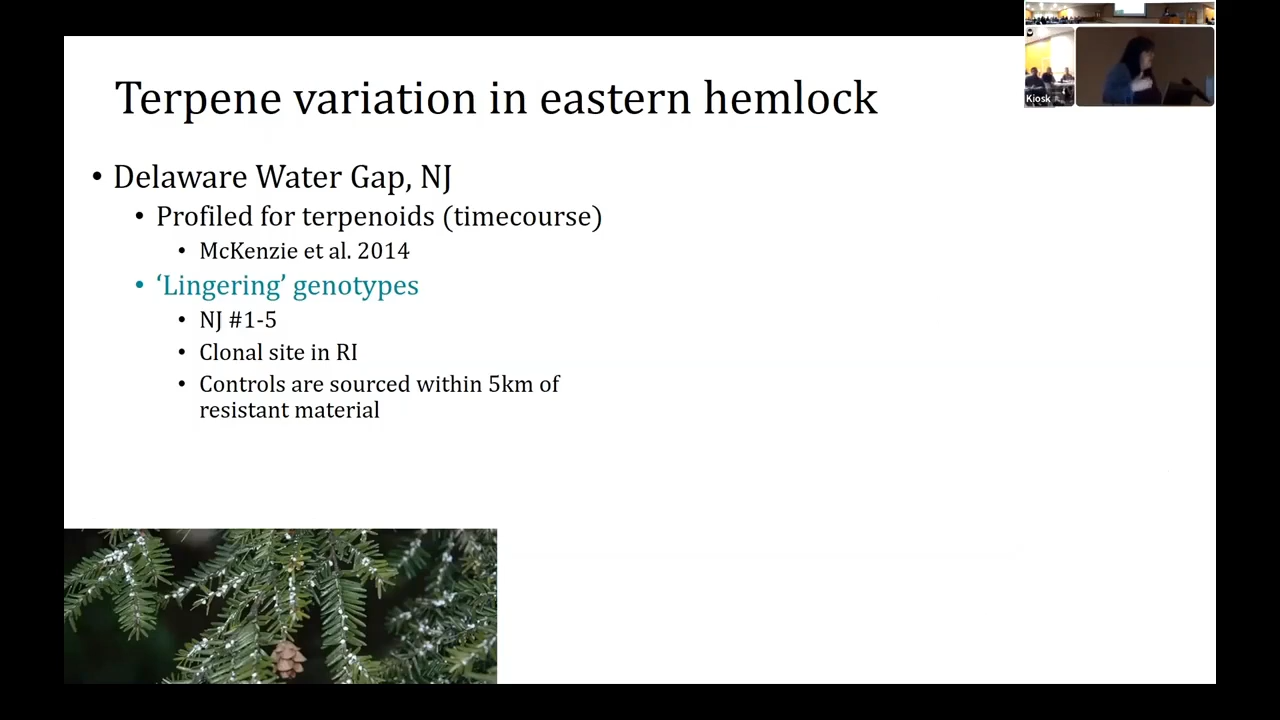 Terpene variation in eastern hemlock
• Delaware Water Gap, NJ
• Profiled for terpenoids (timecourse)
• McKenzie et al. 2014
• ‘Lingering’ genotypes
• NJ #1-5
• Clonal site in RI
• Controls are sourced within 5km of
resistant material
Kiosk